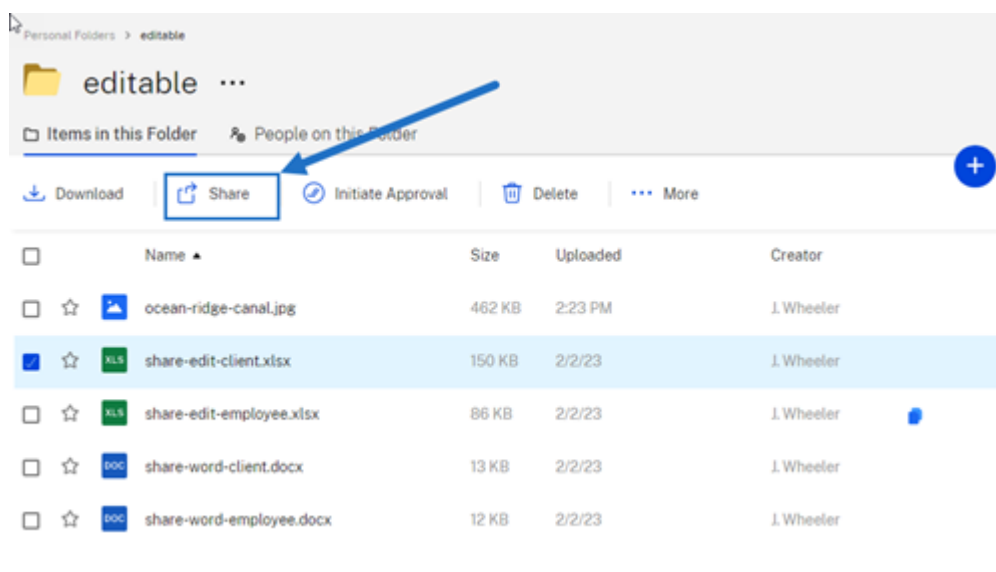 Personal Folders > editable
editable ...
Items in this Folder People on this Folder
Download Share Initiate Approval Delete ... More
Name Size Uploaded Creator
ocean-ridge-canal.jpg 462 KB 2:23 PM J. Wheeler
XLS share-edit-client.xlsx 150 KB 2/2/23 J. Wheeler
XLS share-edit-employee.xlsx 86 KB 2/2/23 J. Wheeler
DOC share-word-client.docx 13 KB 2/2/23 J. Wheeler
DOC share-word-employee.docx 12 KB 2/2/23 J. Wheeler